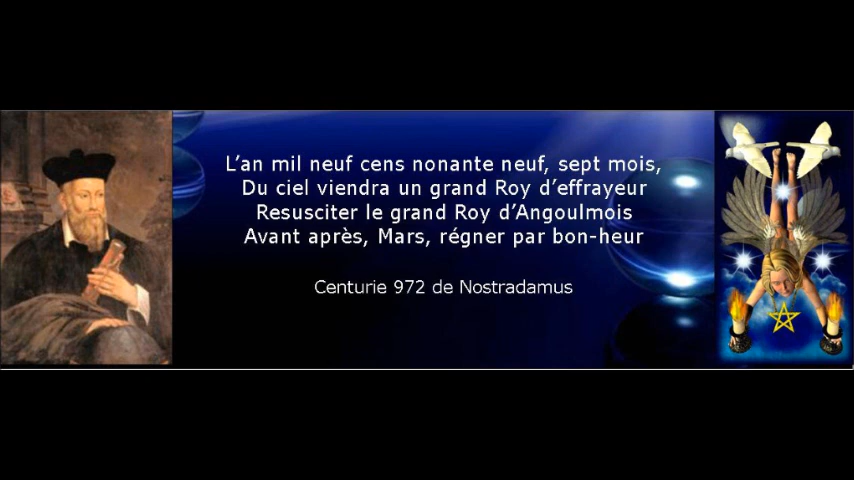 L’an mil neuf cens nonante neuf, sept mois,
Du ciel viendra un grand Roy d’effrayeur
Resusciter le grand Roy d’Angoulmois
Avant après, Mars, régner par bon-heur
Centurie 972 de Nostradamus